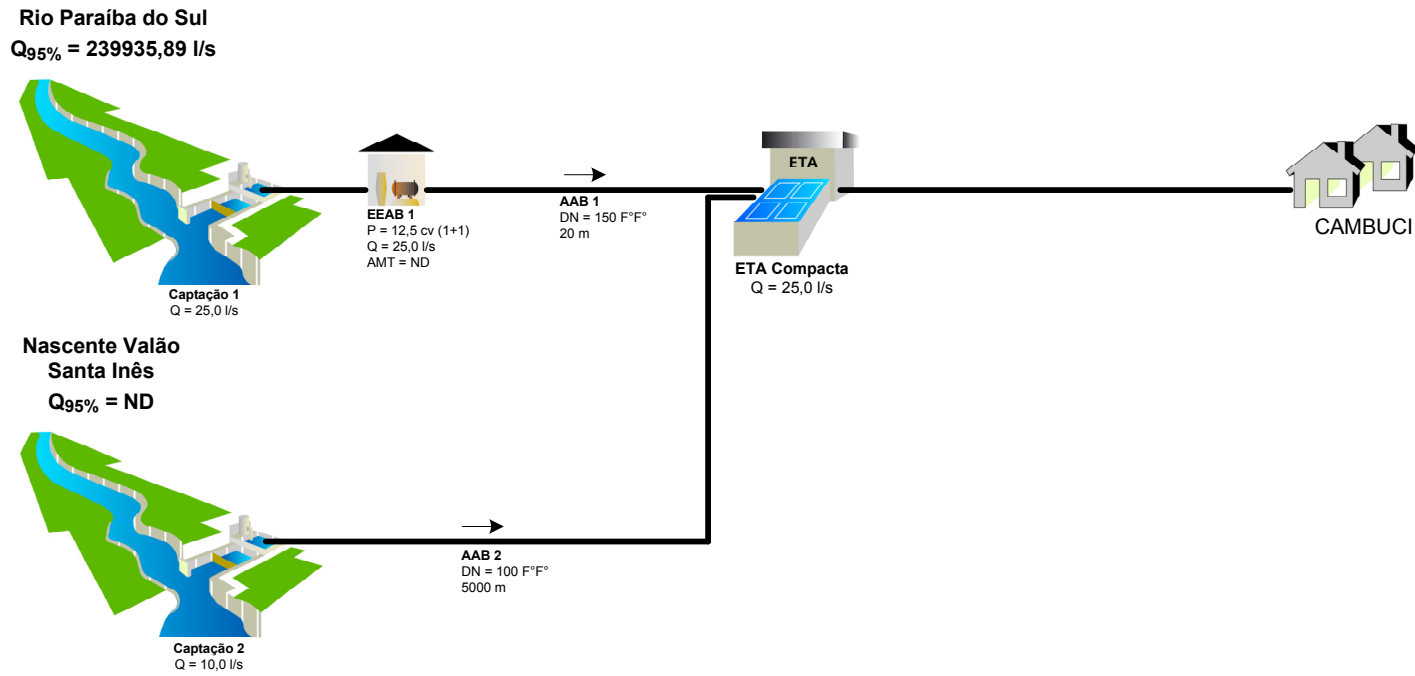 Rio Paraíba do Sul
Q95% = 239935,89 l/s
Captação 1
Q = 25,0 l/s
EEAB 1
P = 12,5 cv (1+1)
Q = 25,0 l/s
AMT = ND
AAB 1
DN = 150 F°F°
20 m
ETA
ETA Compacta
Q = 25,0 l/s
CAMBUCI
Nascente Valão
Santa Inês
Q95% = ND
Captação 2
Q = 10,0 l/s
AAB 2
DN = 100 F°F°
5000 m